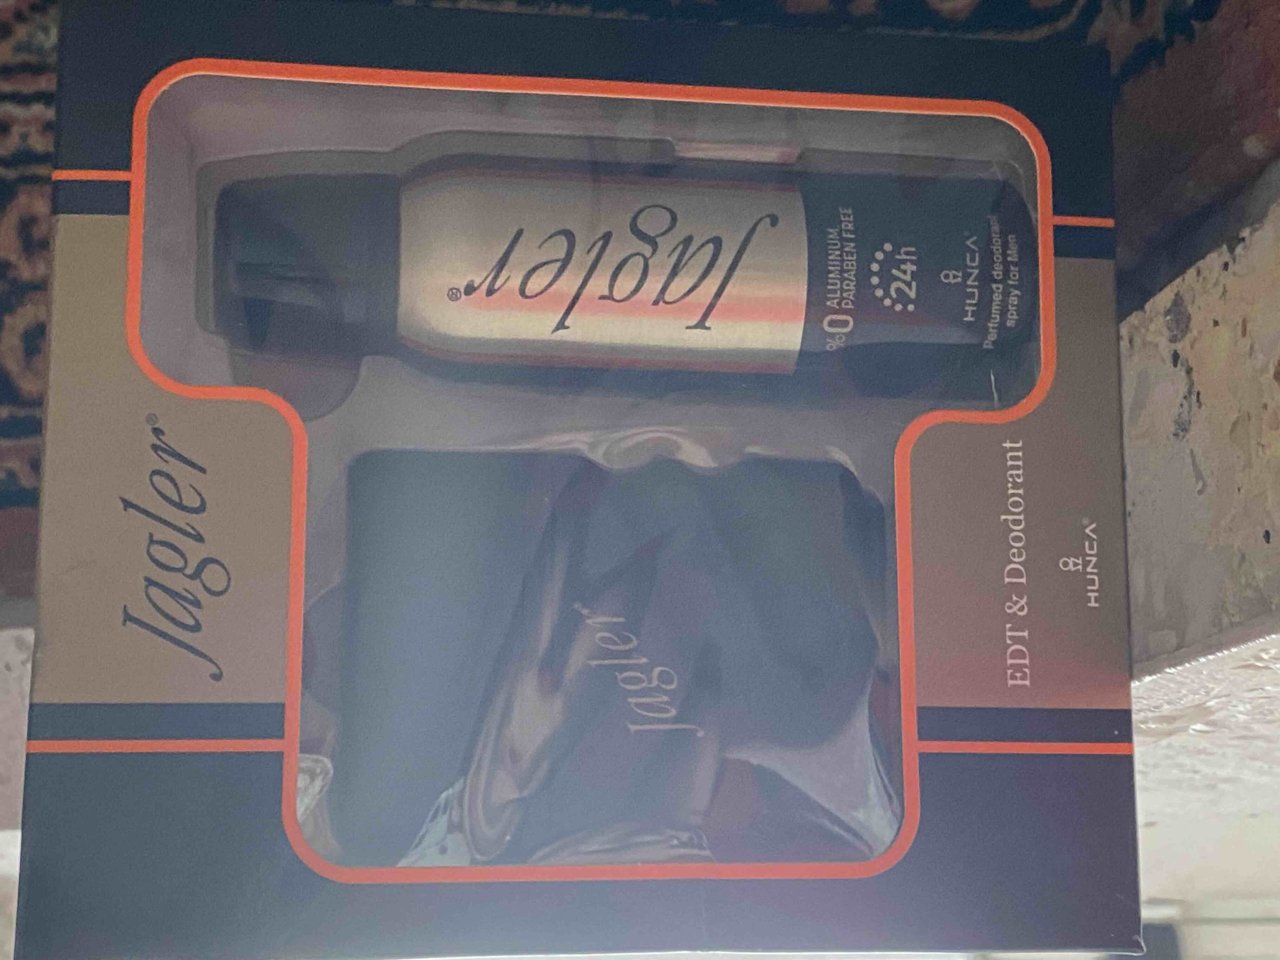 Jagler®
Jagler
Jagler®
%0 ALUMINUM,
PARABEN FREE
24h
HUNCA
Perfumed deodorant
spray for Men
EDT & Deodorant
HUNCA®